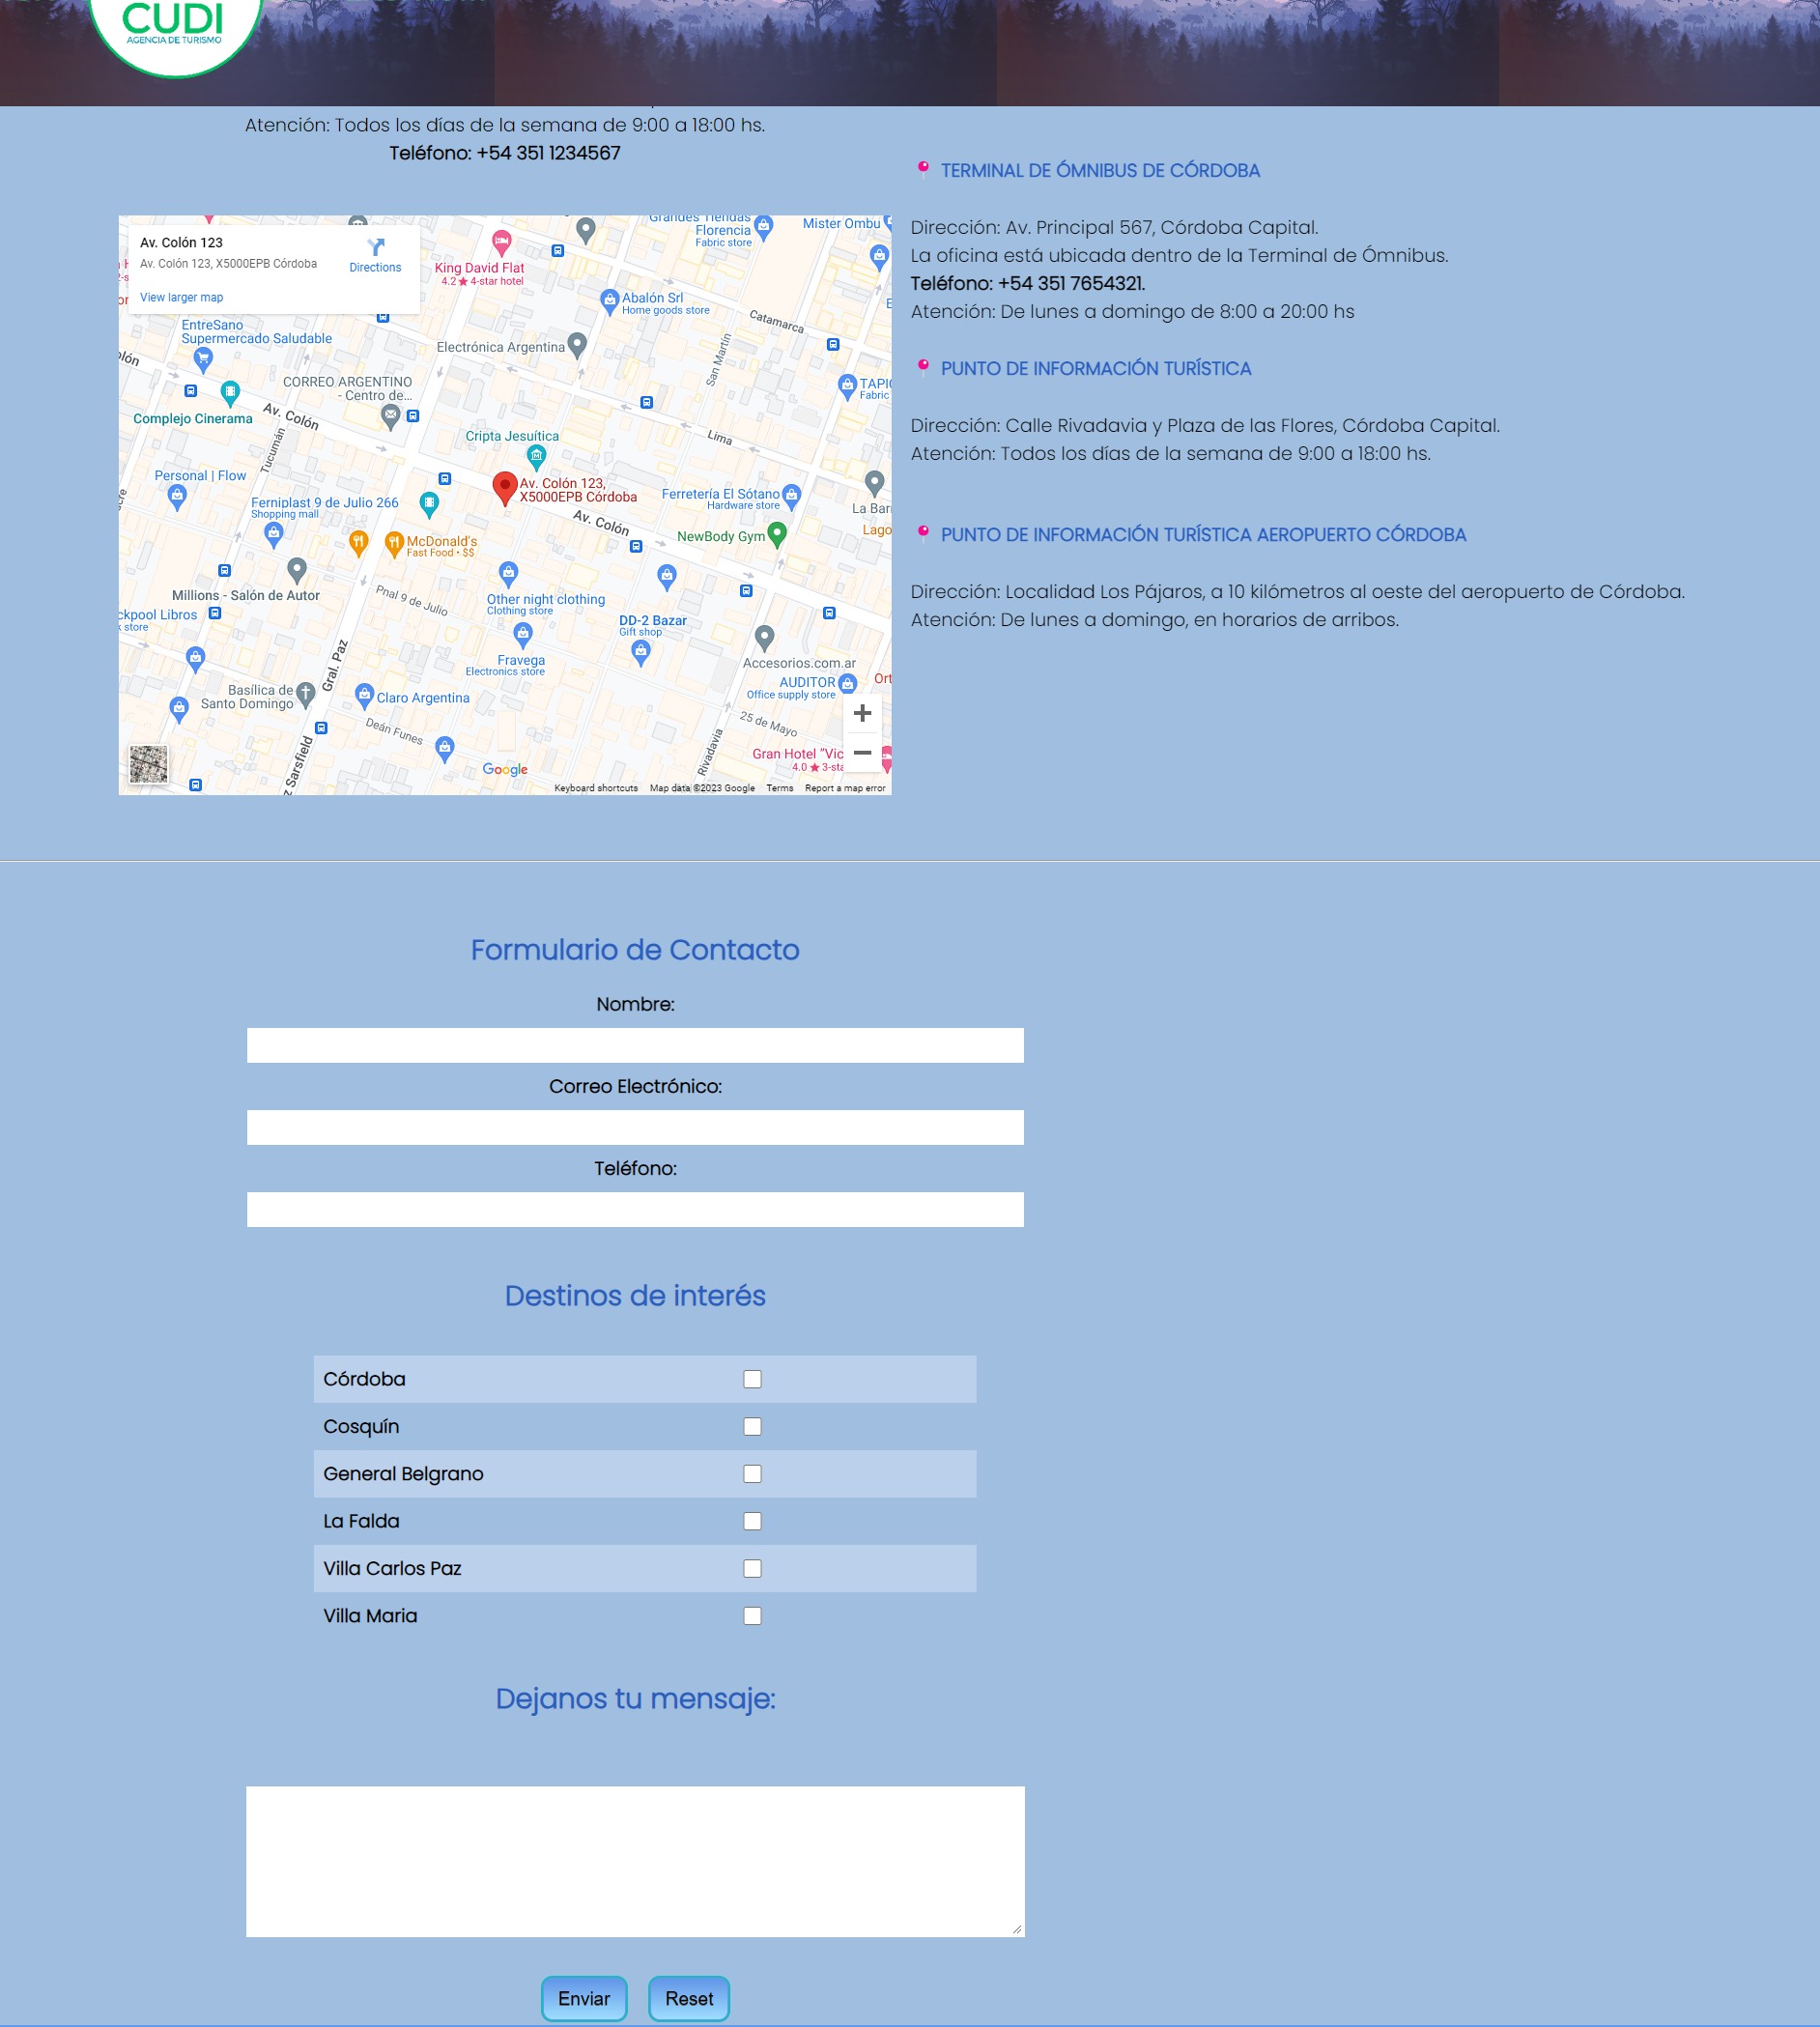 CUDI
AGENCIA DE TURISMO
Atención: Todos los días de la semana de 9:00 a 18:00 hs.
Teléfono: +54 351 1234567
Av. Colón 123
Av. Colón 123, X5000EPB Córdoba
Directions
View larger map
King David Flat
4.2 ★ 4-star hotel
Grandes Tiendas
Florencia
Fabric store
Mister Ombu
Abalón Srl
Home goods store
Catamarca
EntreSano
Supermercado Saludable
Electrónica Argentina
San Martín
CORREO ARGENTINO
- Centro de...
Complejo Cinerama
Av. Colón
Tucumán
Lima
Cripta Jesuítica
Personal | Flow
Av. Colón 123,
X5000EPB Córdoba
Ferniplast 9 de Julio 266
Shopping mall
Ferretería El Sótano
Hardware store
La Bar
Lago
Av. Colón
NewBody Gym
McDonald's
Fast Food • $$
Millions - Salón de Autor
Pnal 9 de Julio
Other night clothing
Clothing store
ckpool Libros
k store
DD-2 Bazar
Gift shop
Gral. Paz
Fravega
Electronics store
Accesorios.com.ar
AUDITOR
Office supply store
Ort
Basílica de
Santo Domingo
Claro Argentina
Deán Funes
25 de Mayo
Rivadavia
z Sarsfield
Gran Hotel "Vic
4.0 ★ 3-sta
Google
Keyboard shortcuts Map data ©2023 Google Terms Report a map error
TERMINAL DE ÓMNIBUS DE CÓRDOBA
Dirección: Av. Principal 567, Córdoba Capital.
La oficina está ubicada dentro de la Terminal de Ómnibus.
Teléfono: +54 351 7654321.
Atención: De lunes a domingo de 8:00 a 20:00 hs
PUNTO DE INFORMACIÓN TURÍSTICA
Dirección: Calle Rivadavia y Plaza de las Flores, Córdoba Capital.
Atención: Todos los días de la semana de 9:00 a 18:00 hs.
PUNTO DE INFORMACIÓN TURÍSTICA AEROPUERTO CÓRDOBA
Dirección: Localidad Los Pájaros, a 10 kilómetros al oeste del aeropuerto de Córdoba.
Atención: De lunes a domingo, en horarios de arribos.
Formulario de Contacto
Nombre:
Correo Electrónico:
Teléfono:
Destinos de interés
Córdoba
Cosquín
General Belgrano
La Falda
Villa Carlos Paz
Villa Maria
Dejanos tu mensaje:
Enviar Reset